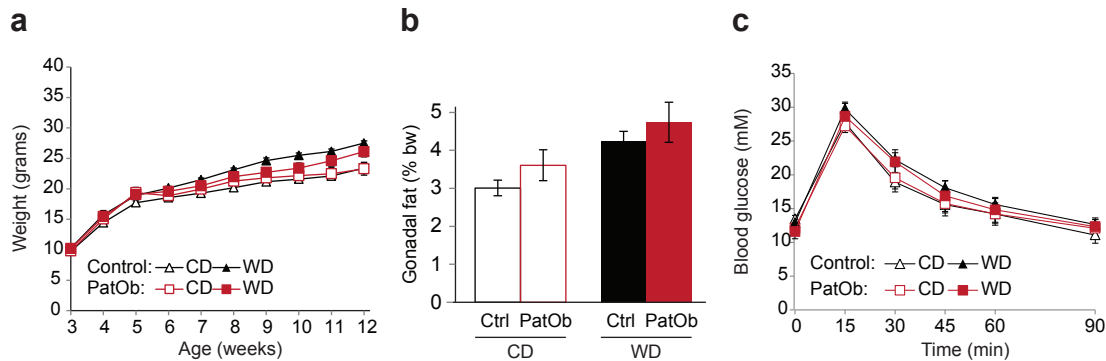 a
Weight (grams)
40
35
30
25
20
15
10
5
0
Control: CD WD
PatOb: CD WD
3 4 5 6 7 8 9 10 11 12
Age (weeks)
b
Gonadal fat (% bw)
5
4
3
2
1
0
Ctrl PatOb Ctrl PatOb
CD WD
c
Blood glucose (mM)
35
30
25
20
15
10
5
0
Control: CD WD
PatOb: CD WD
0 15 30 45 60 90
Time (min)